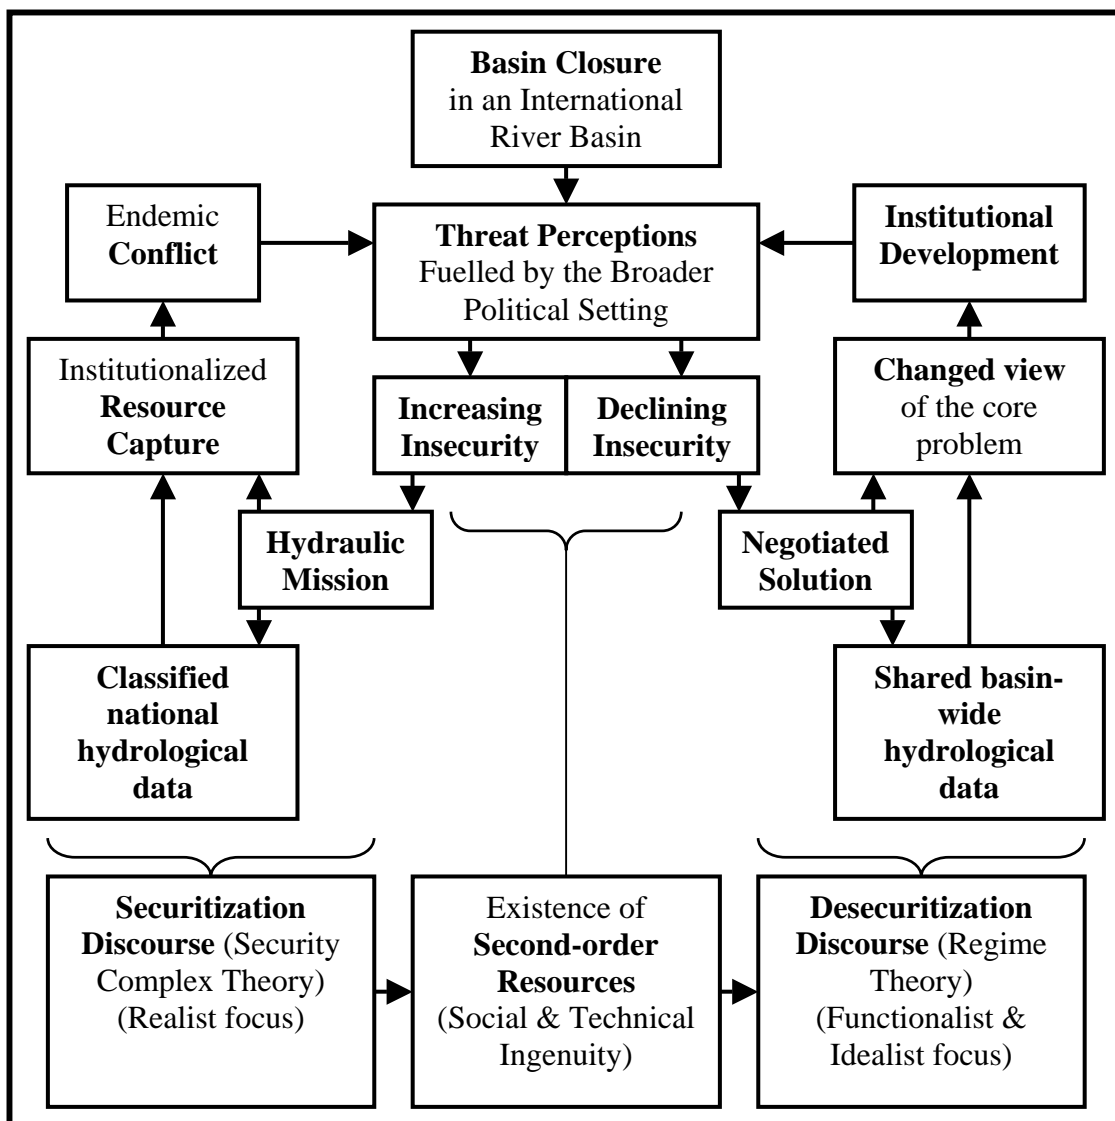 Basin Closure
in an International
River Basin
Endemic
Conflict
Threat Perceptions
Fuelled by the Broader
Political Setting
Institutional
Development
Institutionalized
Resource
Capture
Increasing
Insecurity
Declining
Insecurity
Changed view
of the core
problem
Hydraulic
Mission
Negotiated
Solution
Classified
national
hydrological
data
Shared basin-
wide
hydrological
data
Securitization
Discourse (Security
Complex Theory)
(Realist focus)
Existence of
Second-order
Resources
(Social & Technical
Ingenuity)
Desecuritization
Discourse (Regime
Theory)
(Functionalist &
Idealist focus)